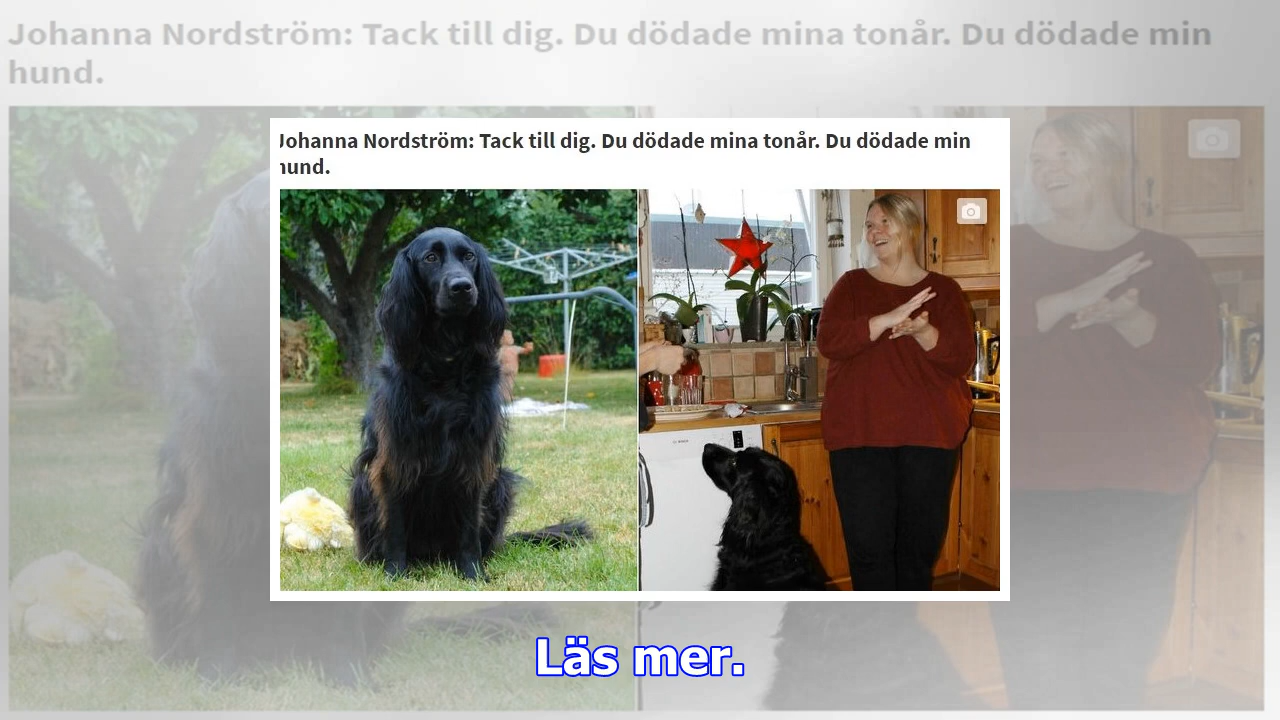 Johanna Nordström: Tack till dig. Du dödade mina tonår. Du dödade min
hund.
Johanna Nordström: Tack till dig. Du dödade mina tonår. Du dödade min
hund.
Läs mer.